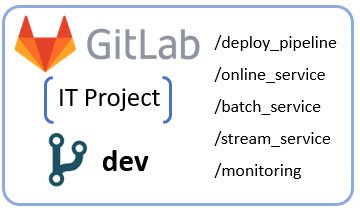 GitLab
IT Project
dev
/deploy_pipeline
/online_service
/batch_service
/stream_service
/monitoring